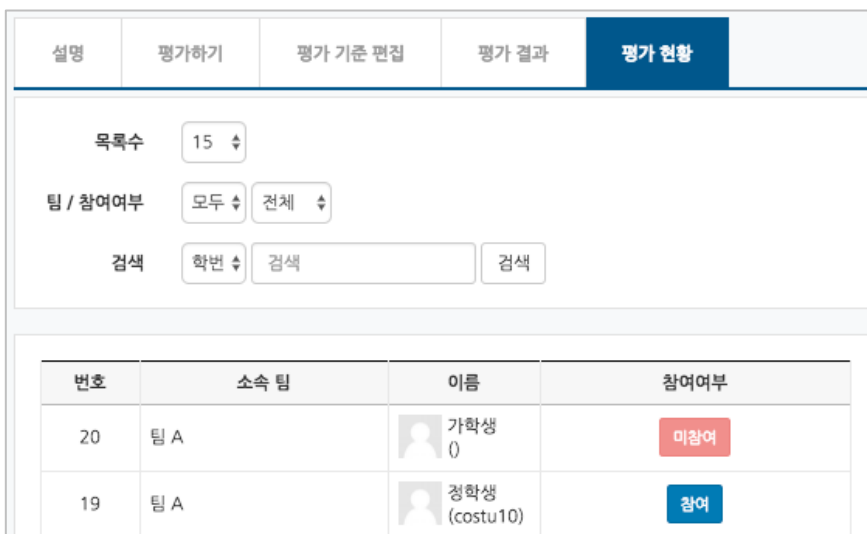 설명 평가하기 평가 기준 편집 평가 결과 평가 현황
목록수 15
팀 / 참여여부 모두 전체
검색 학번 검색 검색
번호 소속 팀 이름 참여여부
20 팀 A 가학생 미참여
()
19 팀 A 정학생 참여
(costu10)